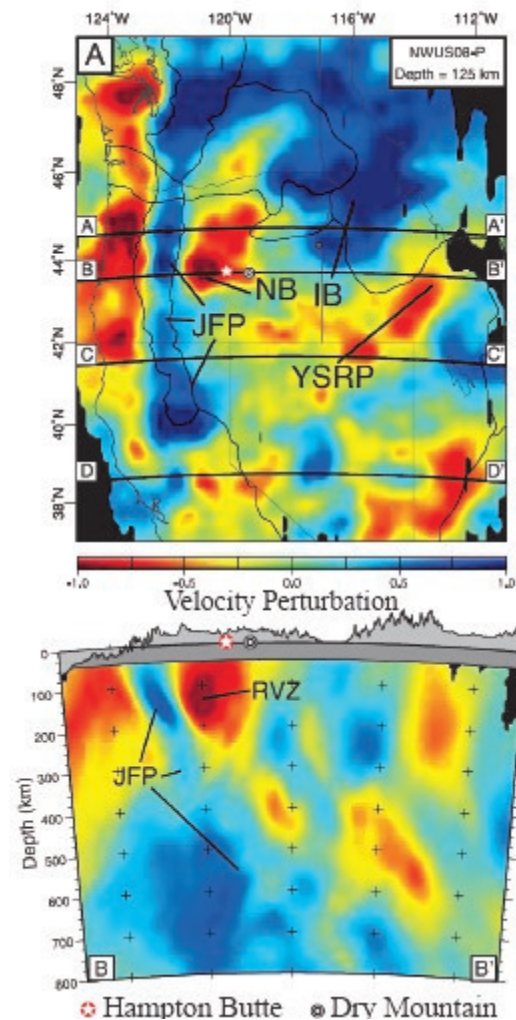 124°W 120°W 116°W 112°W
A
NWUS08-P
Depth = 125 km
48°N
46°N
A A'
44°N
B B'
NB IB
JFP
42°N
YSRP
C C'
40°N
D D'
38°N
-1.0 -0.5 0.0 0.5 1.0
Velocity Perturbation
0
100
RVZ
200
JFP
300
Depth (km)
400
500
600
700
800
B B'
Hampton Butte Dry Mountain